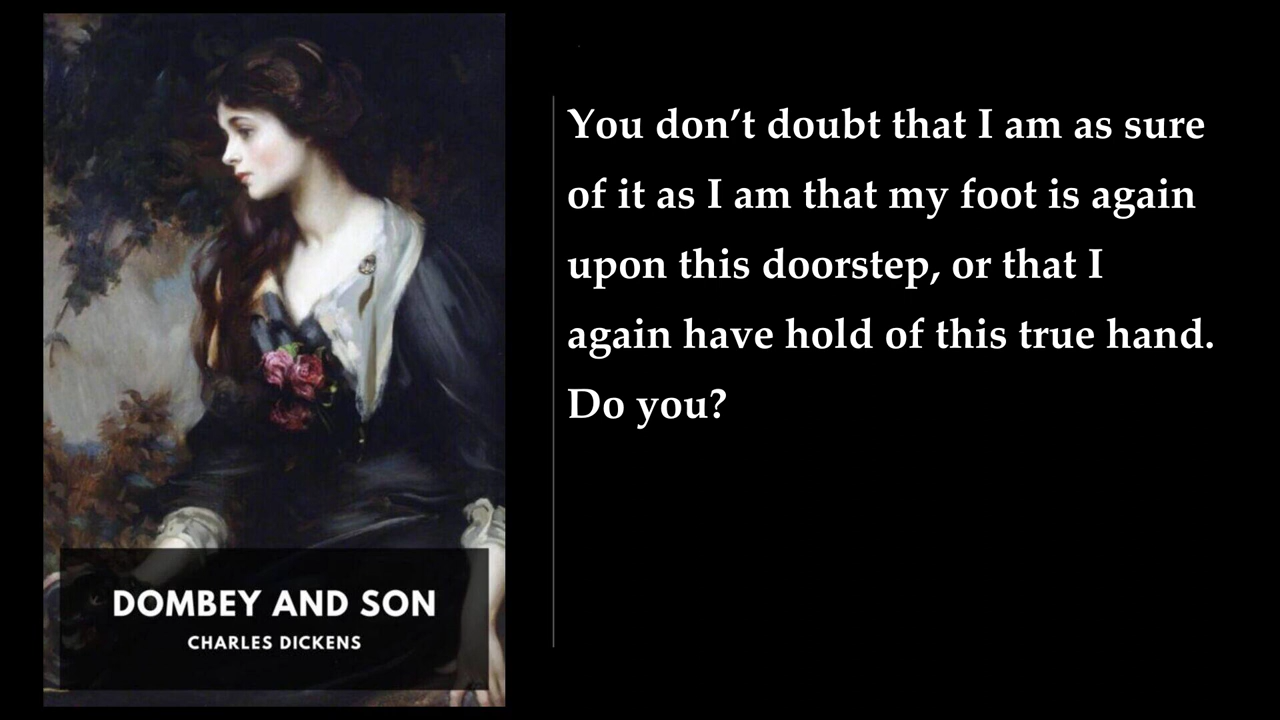 You don’t doubt that I am as sure
of it as I am that my foot is again
upon this doorstep, or that I
again have hold of this true hand.
Do you?
DOMBEY AND SON
CHARLES DICKENS